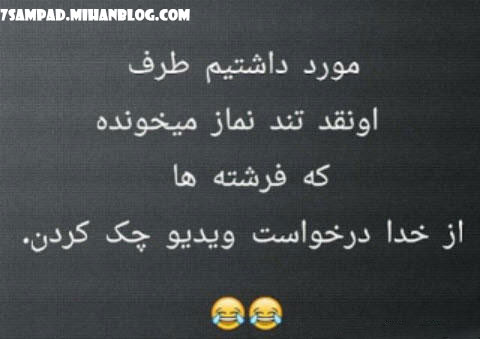 7SAMPAD.MIHANBLOG.COM
مورد داشتیم طرف
اونقد تند نماز میخونده
که فرشته ها
از خدا درخواست ویدیو چک کردن.
😂😂